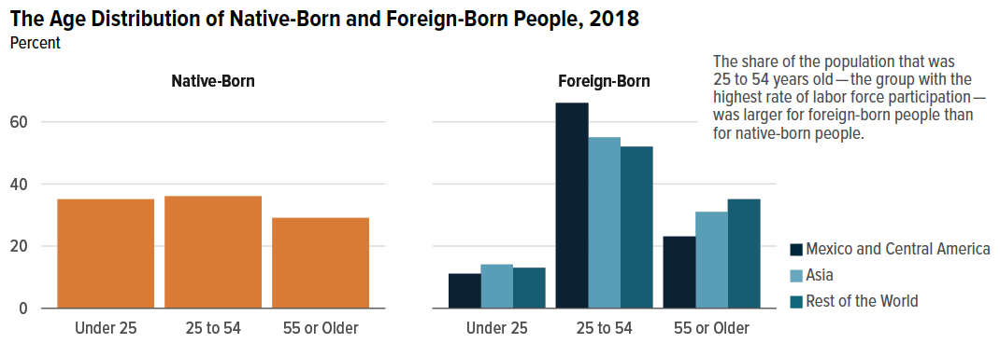 The Age Distribution of Native-Born and Foreign-Born People, 2018
Percent
The share of the population that was
25 to 54 years old—the group with the
highest rate of labor force participation—
was larger for foreign-born people than
for native-born people.
Native-Born
Foreign-Born
60
40
20
0
Under 25
25 to 54
55 or Older
Under 25
25 to 54
55 or Older
Mexico and Central America
Asia
Rest of the World